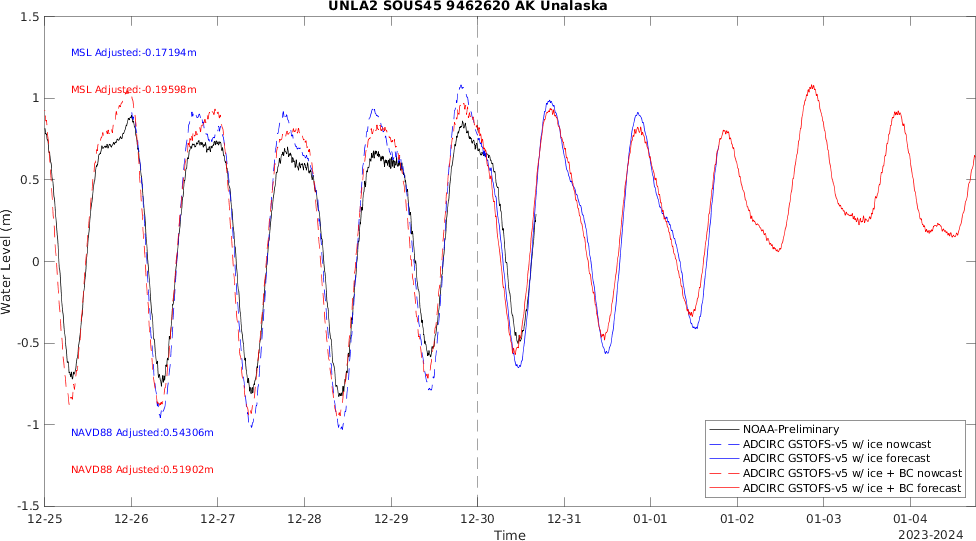 UNLA2 SOUS45 9462620 AK Unalaska
1.5
1
0.5
0
-0.5
-1
-1.5
Water Level (m)
MSL Adjusted:-0.17194m
MSL Adjusted:-0.19598m
NAVD88 Adjusted:0.54306m
NAVD88 Adjusted:0.51902m
NOAA-Preliminary
ADCIRC GSTOFS-v5 w/ ice nowcast
ADCIRC GSTOFS-v5 w/ ice forecast
ADCIRC GSTOFS-v5 w/ ice + BC nowcast
ADCIRC GSTOFS-v5 w/ ice + BC forecast
12-25 12-26 12-27 12-28 12-29 12-30 12-31 01-01 01-02 01-03 01-04
Time
2023-2024